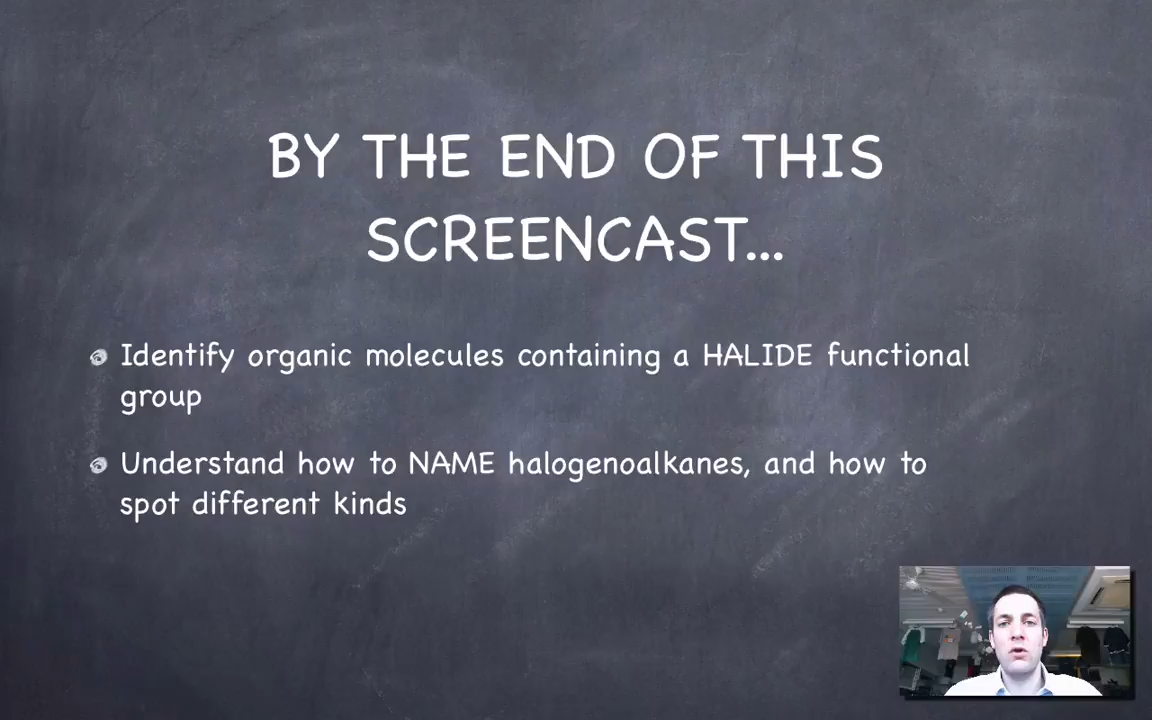 BY THE END OF THIS
SCREENCAST...
Identify organic molecules containing a HALIDE functional
group
Understand how to NAME halogenoalkanes, and how to
spot different kinds